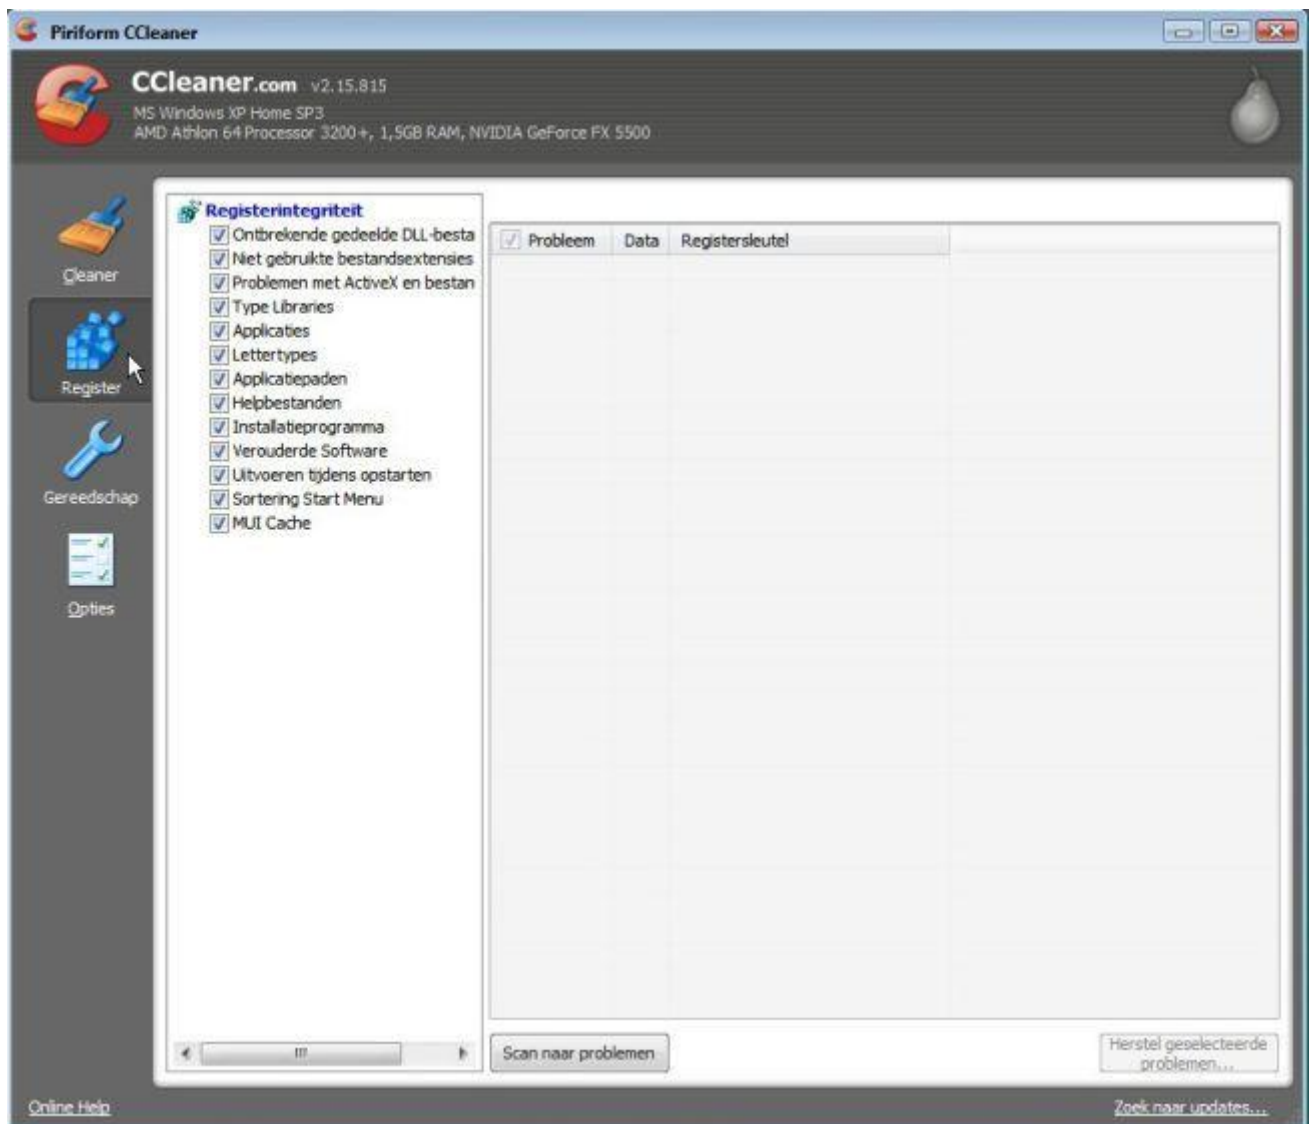 Piriform CCleaner
CCleaner.com v2.15.815
MS Windows XP Home SP3
AMD Athlon 64 Processor 3200+, 1,5GB RAM, NVIDIA GeForce FX 5500
Cleaner
Register
Gereedschap
Opties
Registerintegriteit
Ontbrekende gedeelde DLL-besta
Niet gebruikte bestandsextensies
Problemen met ActiveX en bestan
Type Libraries
Applicaties
Lettertypes
Applicatiepaden
Helpbestanden
Installatieprogramma
Verouderde Software
Uitvoeren tijdens opstarten
Sortering Start Menu
MUI Cache
Probleem Data Registersleutel
Scan naar problemen
Herstel geselecteerde
problemen...
Online Help
Zoek naar updates...